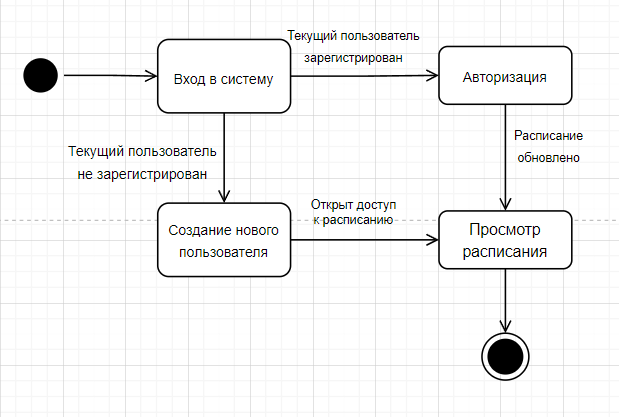 Текущий пользователь
зарегистрирован
Вход в систему
Авторизация
Текущий пользователь
не зарегистрирован
Расписание
обновлено
Создание нового
пользователя
Открыт доступ
к расписанию
Просмотр
расписания